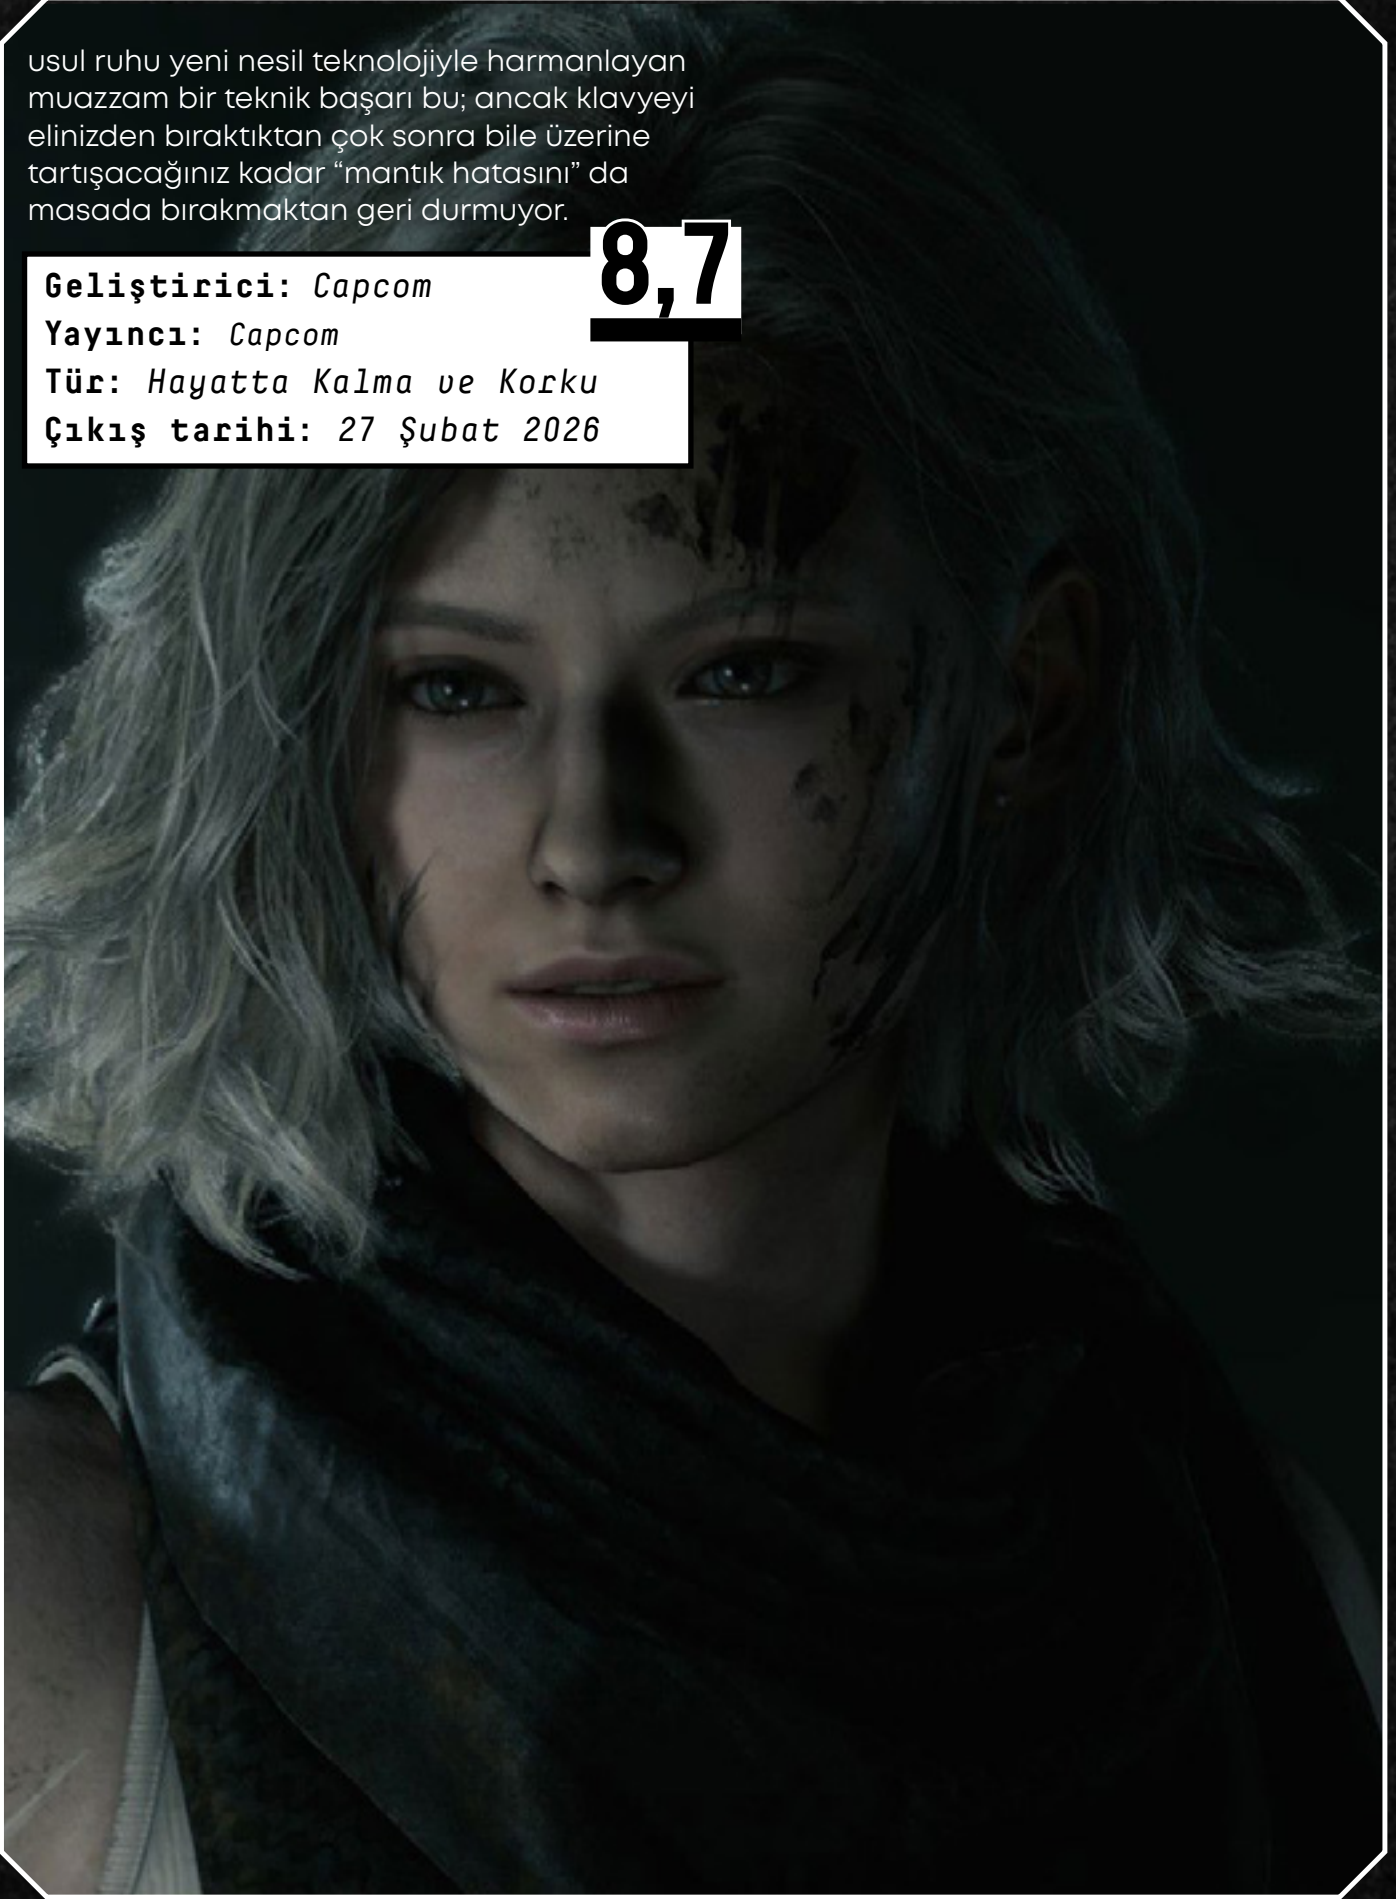 usul ruhu yeni nesil teknolojiyle harmanlayan
muazzam bir teknik başarı bu; ancak klavyeyi
elinizden bıraktıktan çok sonra bile üzerine
tartışacağınız kadar “mantık hatasını” da
masada bırakmaktan geri durmuyor.
8,7
Geliştirici: Capcom
Yayıncı: Capcom
Tür: Hayatta Kalma ve Korku
Çıkış tarihi: 27 Şubat 2026